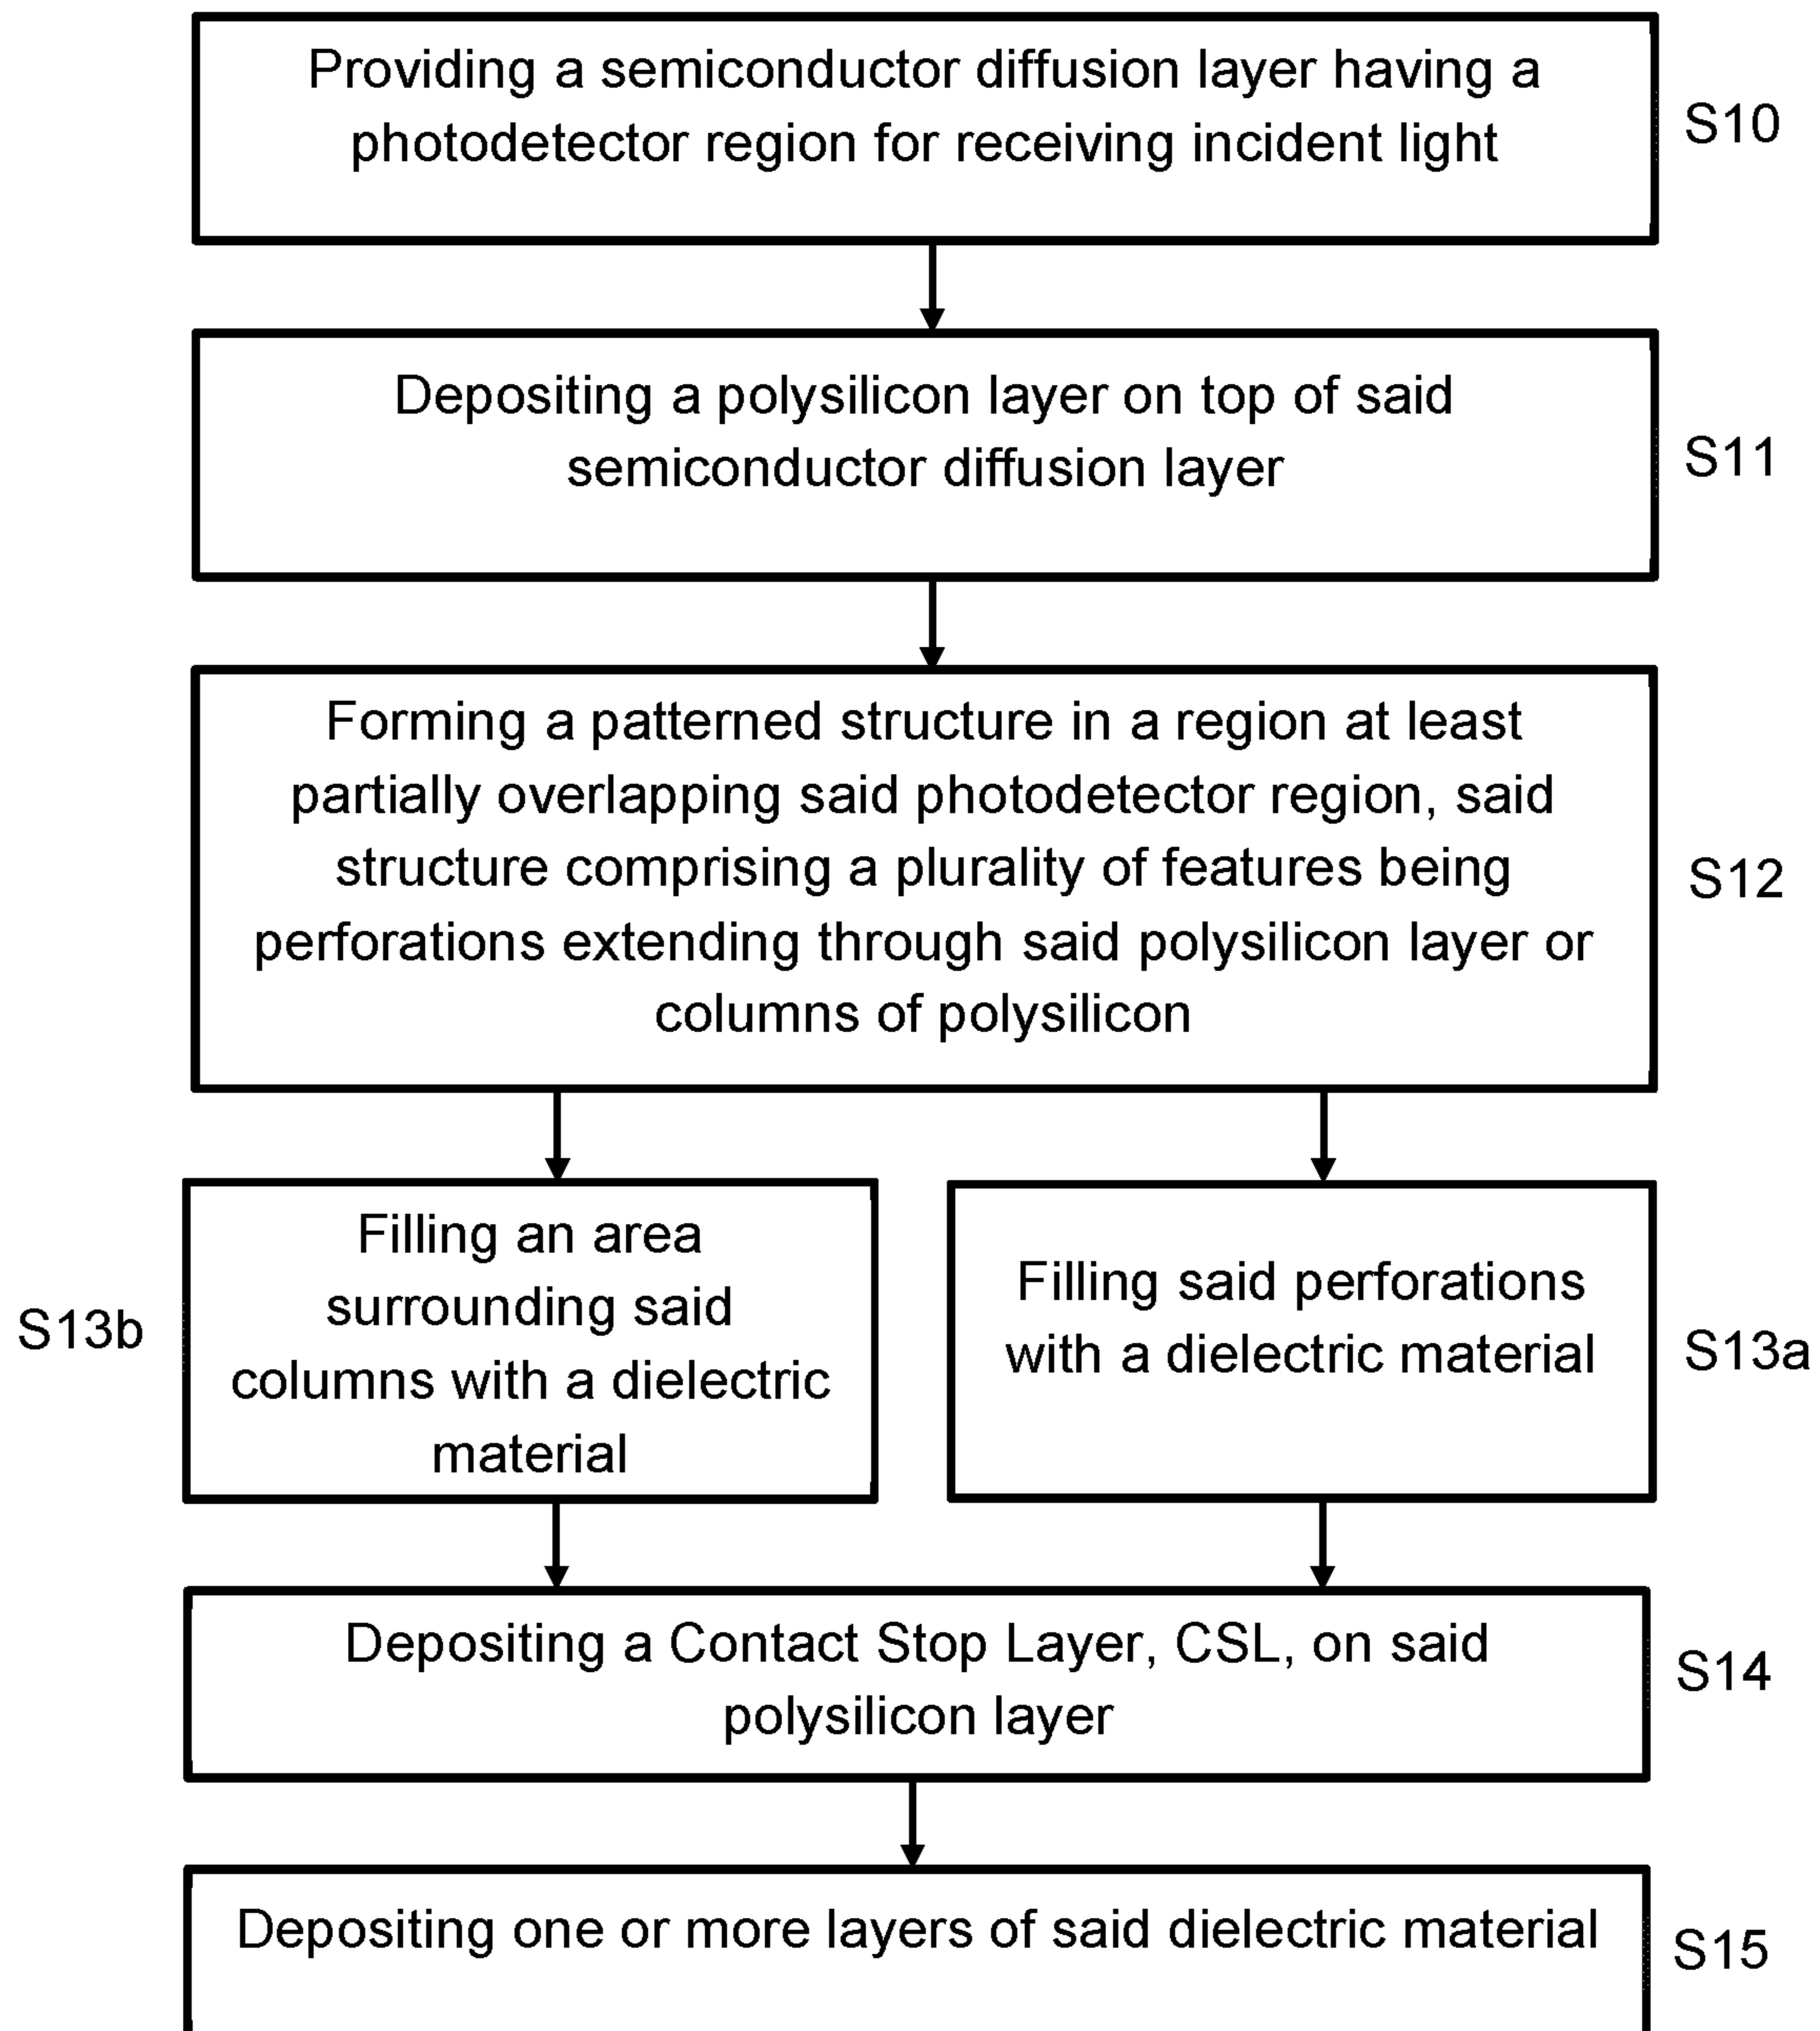 Providing a semiconductor diffusion layer having a
photodetector region for receiving incident light
S10
Depositing a polysilicon layer on top of said
semiconductor diffusion layer
S11
Forming a patterned structure in a region at least
partially overlapping said photodetector region, said
structure comprising a plurality of features being
perforations extending through said polysilicon layer or
columns of polysilicon
S12
S13b
Filling an area
surrounding said
columns with a dielectric
material
Filling said perforations
with a dielectric material
S13a
Depositing a Contact Stop Layer, CSL, on said
polysilicon layer
S14
Depositing one or more layers of said dielectric material
S15